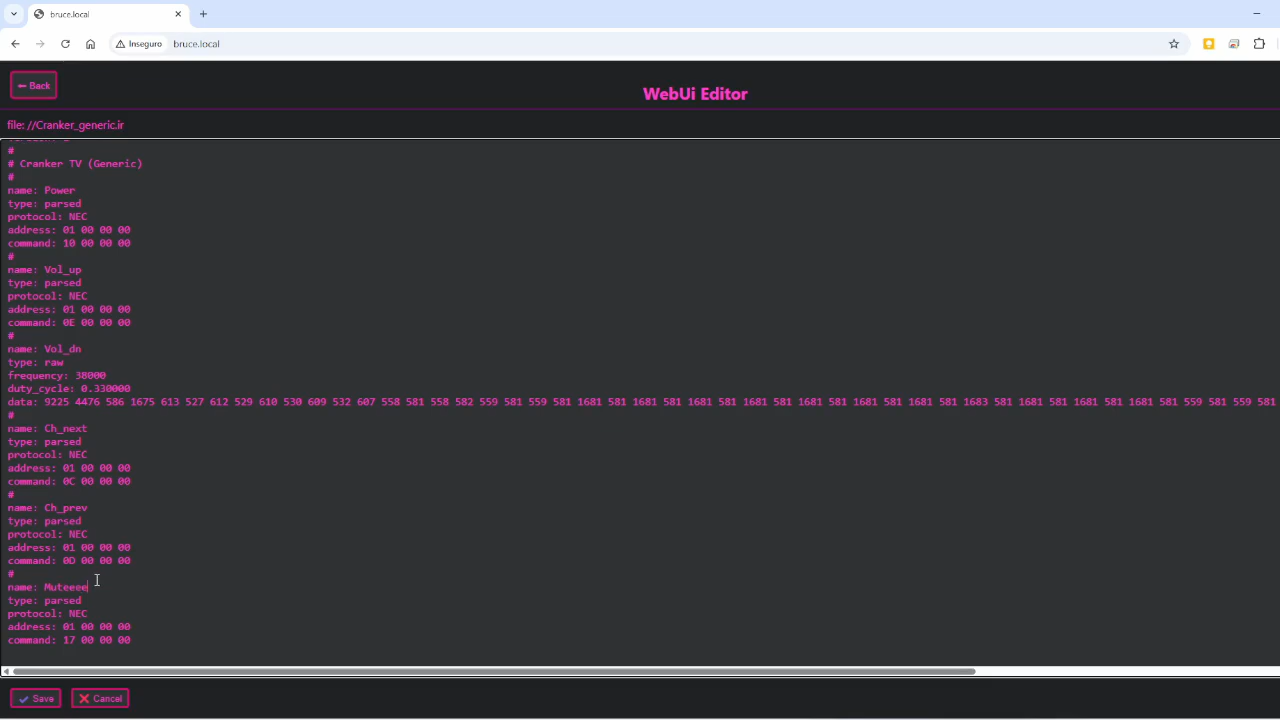 bruce.local
Inseguro
bruce.local
Back
WebUi Editor
file: //Cranker_generic.ir
#
# Cranker TV (Generic)
#
name: Power
type: parsed
protocol: NEC
address: 01 00 00 00
command: 10 00 00 00
#
name: Vol_up
type: parsed
protocol: NEC
address: 01 00 00 00
command: 0E 00 00 00
#
name: Vol_dn
type: raw
frequency: 38000
duty_cycle: 0.330000
data: 9225 4476 586 1675 613 527 612 529 610 530 609 532 607 558 581 558 582 559 581 559 581 1681 581 1681 581 1681 581 1681 581 1681 581 1681 581 1683 581 1681 581 1681 581 1681 581 559 581 559 581
#
name: Ch_next
type: parsed
protocol: NEC
address: 01 00 00 00
command: 0C 00 00 00
#
name: Ch_prev
type: parsed
protocol: NEC
address: 01 00 00 00
command: 0D 00 00 00
#
name: Muteeee
type: parsed
protocol: NEC
address: 01 00 00 00
command: 17 00 00 00
Save
Cancel